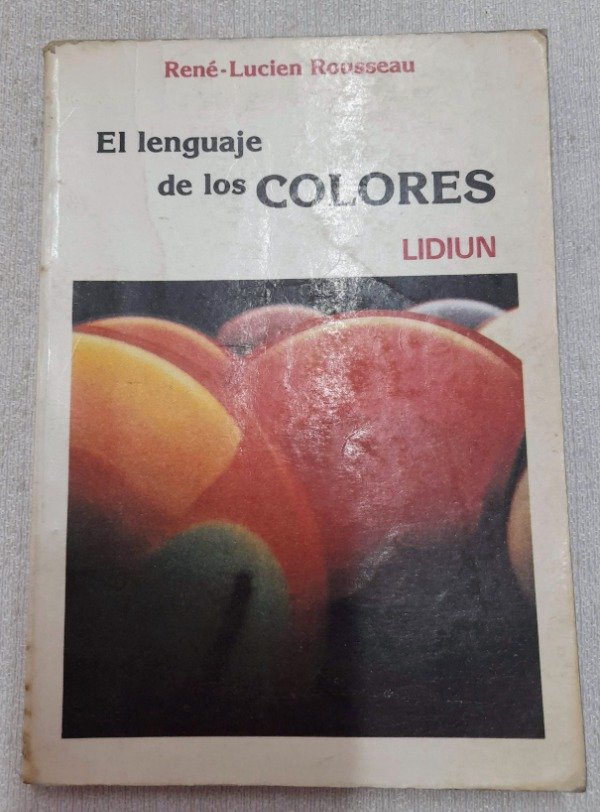 René-Lucien Rousseau
El lenguaje
de los COLORES
LIDIUN